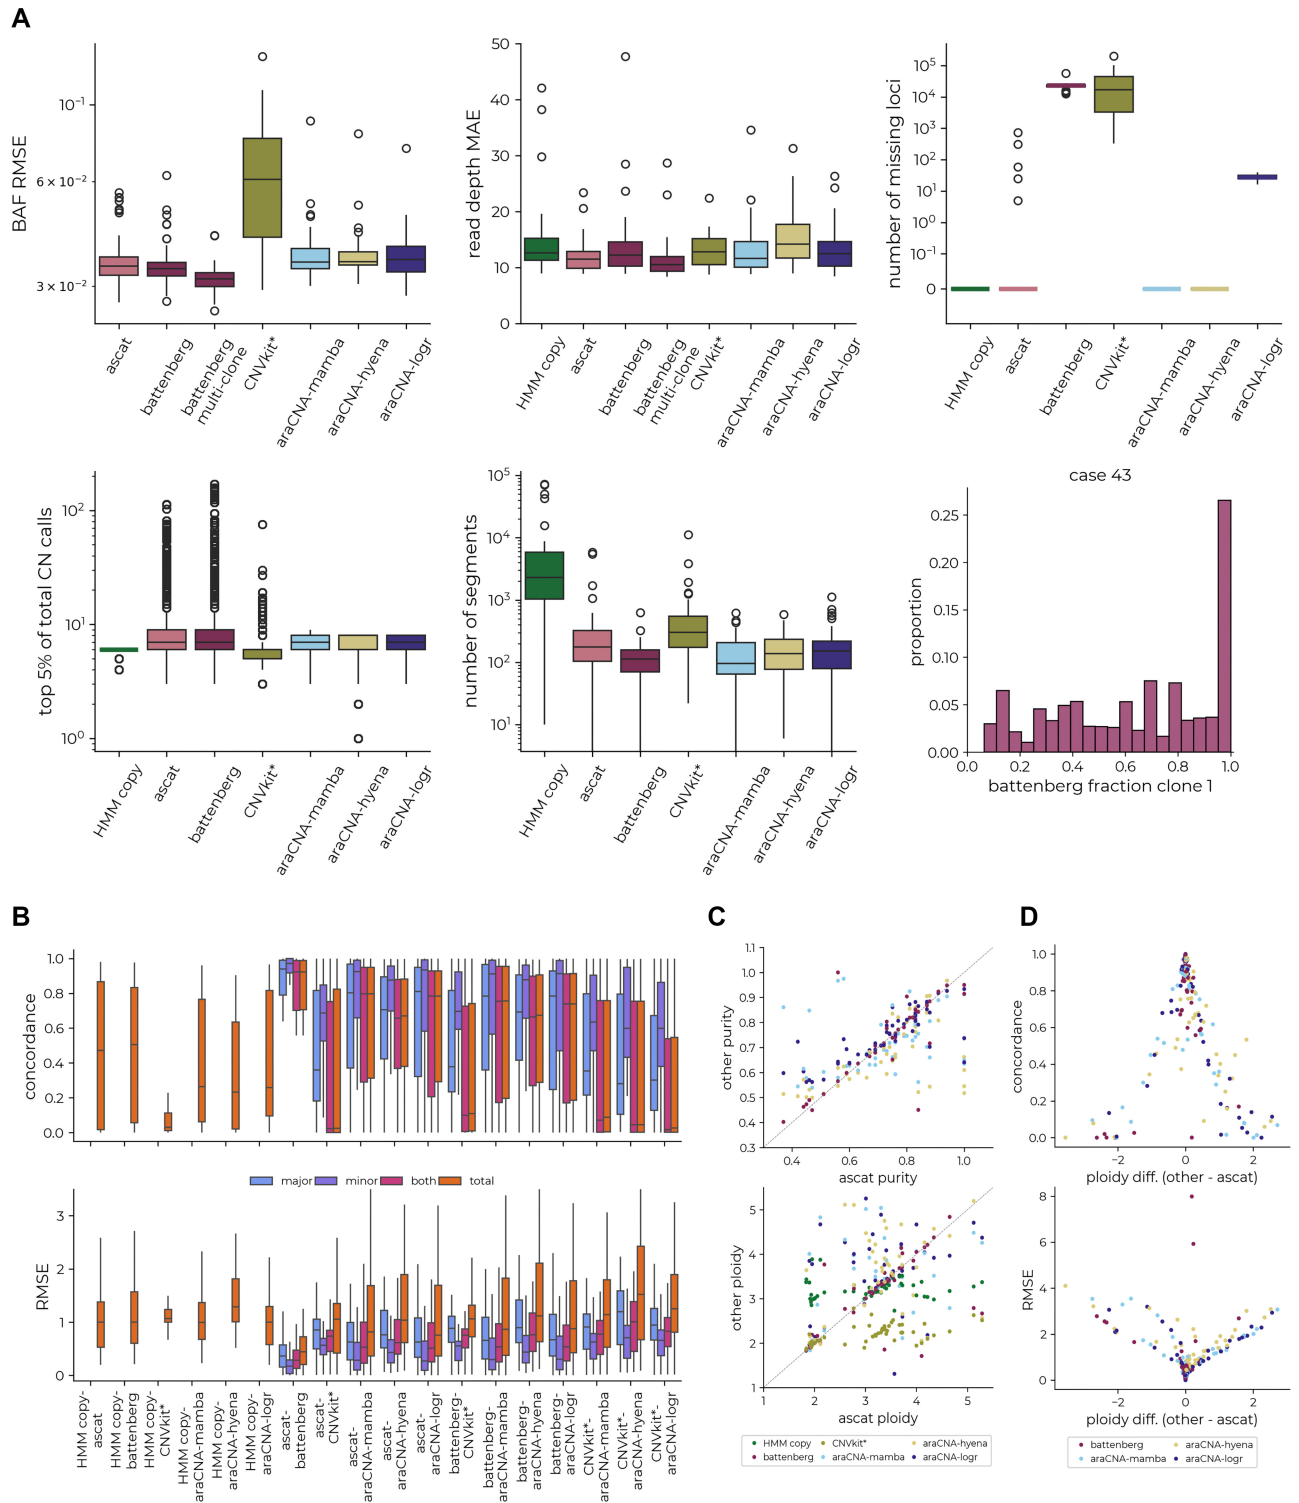 A
BAF RMSE
10⁻¹
6 × 10⁻²
3 × 10⁻²
ascat
battenberg
battenberg
multi-clone
CNVkit*
araCNA-mamba
araCNA-hyena
araCNA-logr
read depth MAE
50
40
30
20
10
0
HMM copy
ascat
battenberg
battenberg
multi-clone
CNVkit*
araCNA-mamba
araCNA-hyena
araCNA-logr
number of missing loci
10⁵
10⁴
10³
10²
10¹
10⁰
10⁻¹
0
HMM copy
ascat
battenberg
CNVkit*
araCNA-mamba
araCNA-hyena
araCNA-logr
top 5% of total CN calls
10²
10¹
10⁰
HMM copy
ascat
battenberg
CNVkit*
araCNA-mamba
araCNA-hyena
araCNA-logr
number of segments
10⁵
10⁴
10³
10²
10¹
HMM copy
ascat
battenberg
CNVkit*
araCNA-mamba
araCNA-hyena
araCNA-logr
case 43
proportion
0.25
0.20
0.15
0.10
0.05
0.00
0.0 0.2 0.4 0.6 0.8 1.0
battenberg fraction clone 1
B
concordance
1.0
0.8
0.6
0.4
0.2
0.0
major minor both total
RMSE
3
2
1
0
HMM copy-
ascat
HMM copy-
battenberg
HMM copy-
CNVkit*
HMM copy-
araCNA-mamba
HMM copy-
araCNA-hyena
HMM copy-
araCNA-logr
ascat-
battenberg
ascat-
CNVkit*
ascat-
araCNA-mamba
ascat-
araCNA-hyena
ascat-
araCNA-logr
battenberg-
CNVkit*
battenberg-
araCNA-mamba
battenberg-
araCNA-hyena
battenberg-
araCNA-logr
CNVkit*-
araCNA-mamba
CNVkit*-
araCNA-hyena
CNVkit*-
araCNA-logr
C
other purity
1.1
1.0
0.9
0.8
0.7
0.6
0.5
0.4
0.3
0.4 0.6 0.8 1.0
ascat purity
other ploidy
5
4
3
2
1
1 2 3 4 5
ascat ploidy
HMM copy CNVkit* araCNA-hyena
battenberg araCNA-mamba araCNA-logr
D
concordance
1.0
0.8
0.6
0.4
0.2
0.0
−2 0 2
ploidy diff. (other - ascat)
RMSE
8
6
4
2
0
−2 0 2
ploidy diff. (other - ascat)
battenberg araCNA-hyena
araCNA-mamba araCNA-logr